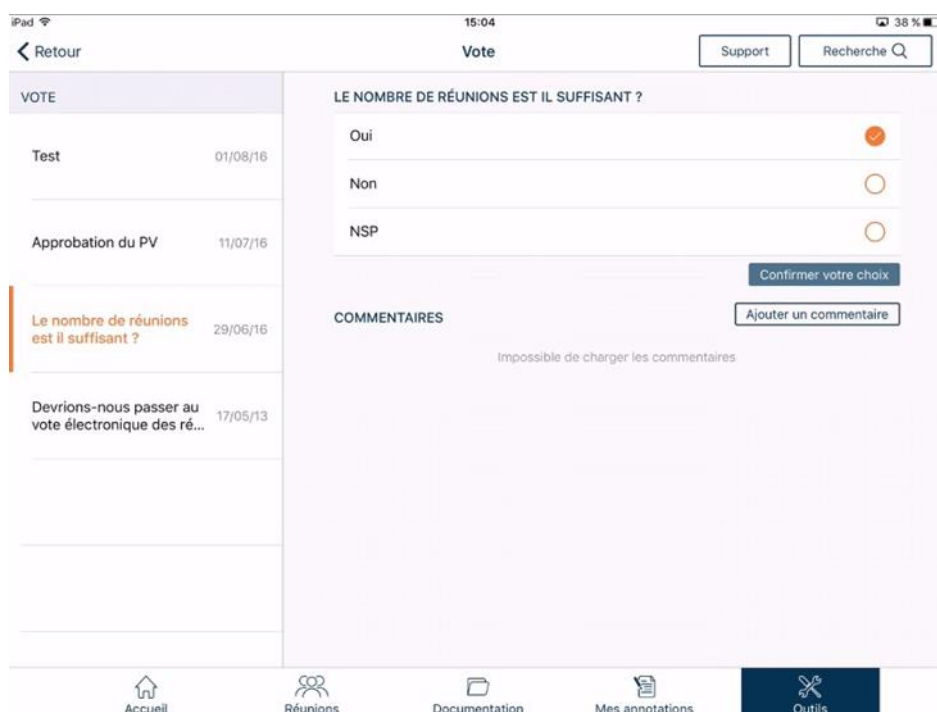 iPad 15:04 38 %
Retour Vote Support Recherche
VOTE
Test 01/08/16
Approbation du PV 11/07/16
Le nombre de réunions
est il suffisant ? 29/06/16
Devrions-nous passer au
vote électronique des ré... 17/05/13
LE NOMBRE DE RÉUNIONS EST IL SUFFISANT ?
Oui
Non
NSP
Confirmer votre choix
COMMENTAIRES Ajouter un commentaire
Impossible de charger les commentaires
Accueil Réunions Documentation Mes annotations Outils